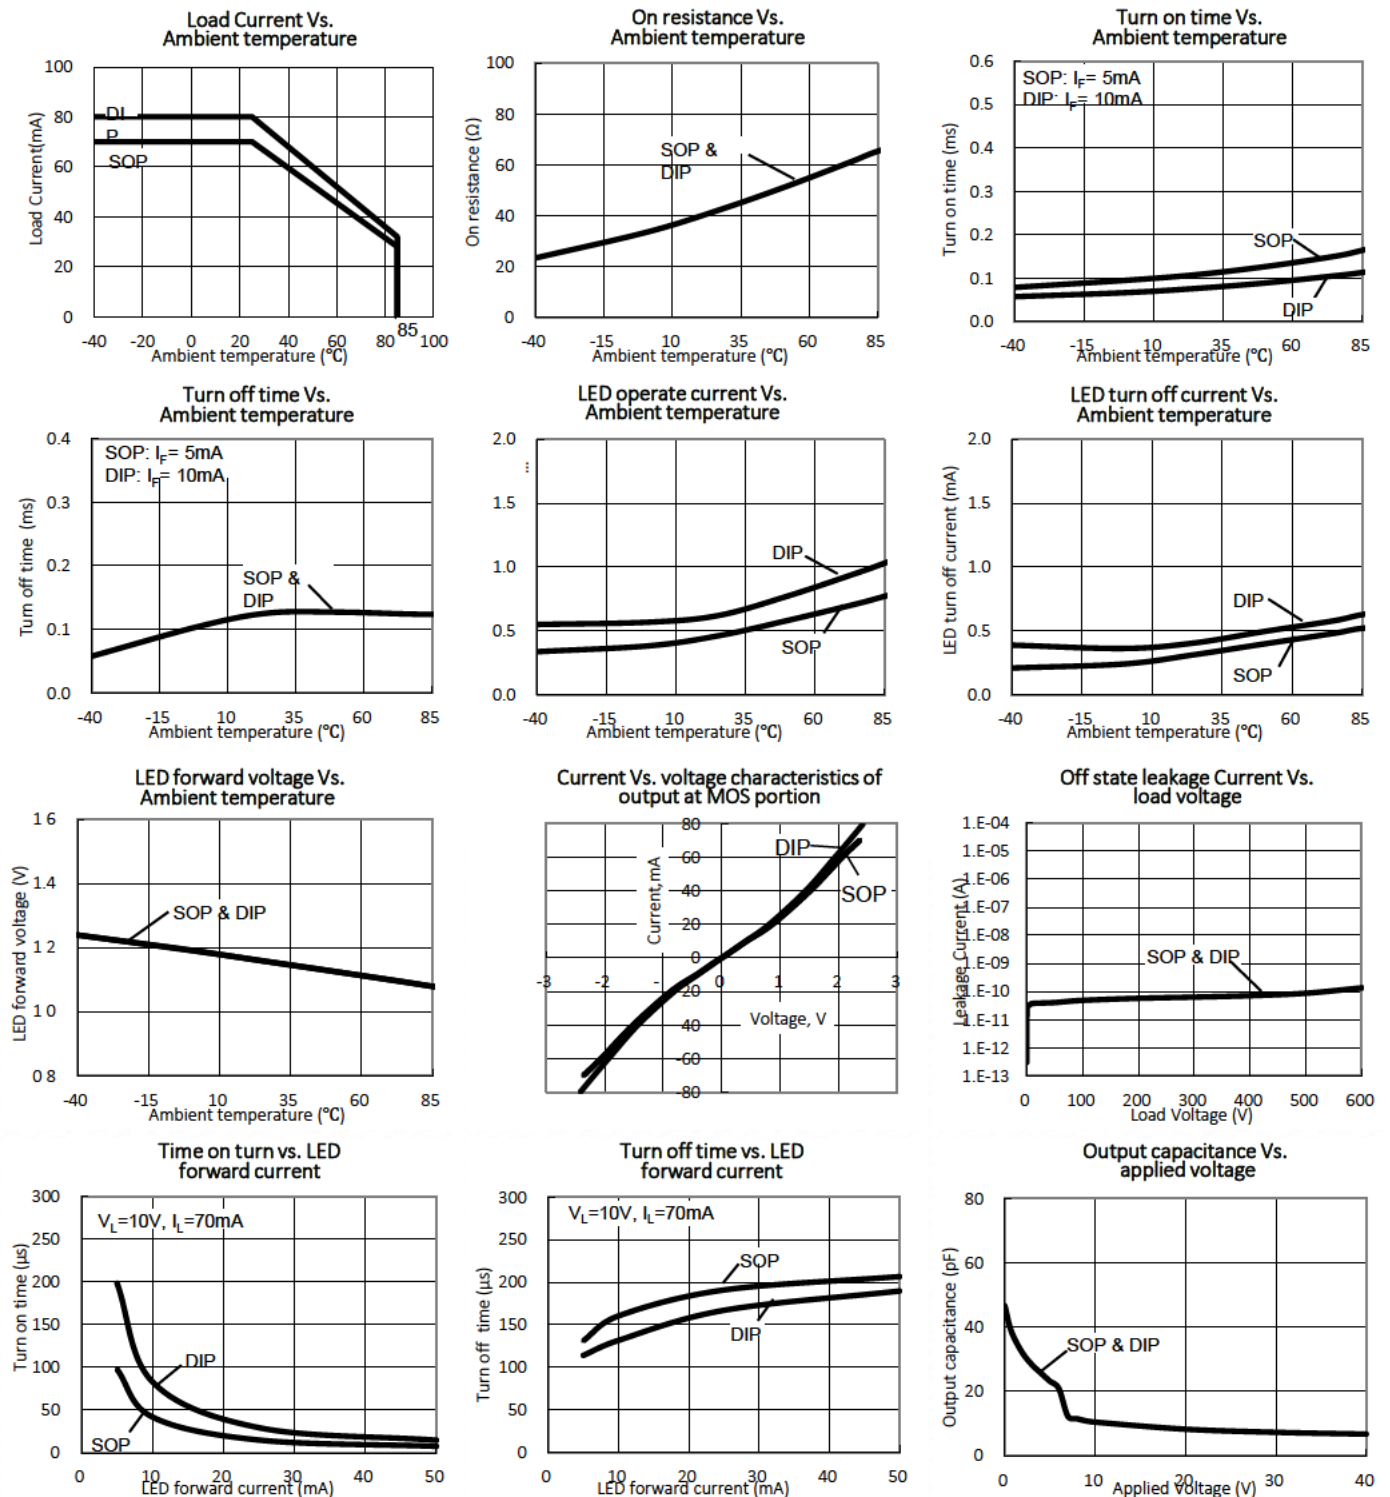 Load Current Vs.
Ambient temperature
100
80
60
40
20
0
Load Current(mA)
DI
P
SOP
85
-40
-20
0
20
40
60
80
100
Ambient temperature (℃)
On resistance Vs.
Ambient temperature
100
80
60
40
20
0
On resistance (Ω)
SOP &
DIP
-40
-15
10
35
60
85
Ambient temperature (℃)
Turn on time Vs.
Ambient temperature
0.6
0.5
0.4
0.3
0.2
0.1
0.0
Turn on time (ms)
SOP: IF= 5mA
DIP: IF= 10mA
SOP
DIP
-40
-15
10
35
60
85
Ambient temperature (℃)
Turn off time Vs.
Ambient temperature
0.4
0.3
0.2
0.1
0.0
Turn off time (ms)
SOP: IF= 5mA
DIP: IF= 10mA
SOP &
DIP
-40
-15
10
35
60
85
Ambient temperature (℃)
LED operate current Vs.
Ambient temperature
2.0
1.5
1.0
0.5
0.0
...
DIP
SOP
-40
-15
10
35
60
85
Ambient temperature (℃)
LED turn off current Vs.
Ambient temperature
2.0
1.5
1.0
0.5
0.0
LED turn off current (mA)
DIP
SOP
-40
-15
10
35
60
85
Ambient temperature (℃)
LED forward voltage Vs.
Ambient temperature
1 6
1.4
1 2
1 0
0 8
LED forward voltage (V)
SOP & DIP
-40
-15
10
35
60
85
Ambient temperature (℃)
Current Vs. voltage characteristics of
output at MOS portion
80
60
40
20
0
-20
-40
-60
-80
Current,mA
DIP
SOP
-3
-2
-1
0
1
2
3
Voltage, V
Off state leakage Current Vs.
load voltage
1.E-04
1.E-05
1.E-06
1.E-07
1.E-08
1.E-09
1.E-10
1.E-11
1.E-12
1.E-13
Leakage Current (A)
SOP & DIP
0
100
200
300
400
500
600
Load Voltage (V)
Time on turn vs. LED
forward current
300
250
200
150
100
50
0
Turn on time (µs)
VL=10V, IL=70mA
DIP
SOP
0
10
20
30
40
50
LED forward current (mA)
Turn off time vs. LED
forward current
300
250
200
150
100
50
0
Turn off time (µs)
VL=10V, IL=70mA
SOP
DIP
0
10
20
30
40
50
LED forward current (mA)
Output capacitance Vs.
applied voltage
80
60
40
20
0
Output capacitance (pF)
SOP & DIP
0
10
20
30
40
Applied Voltage (V)